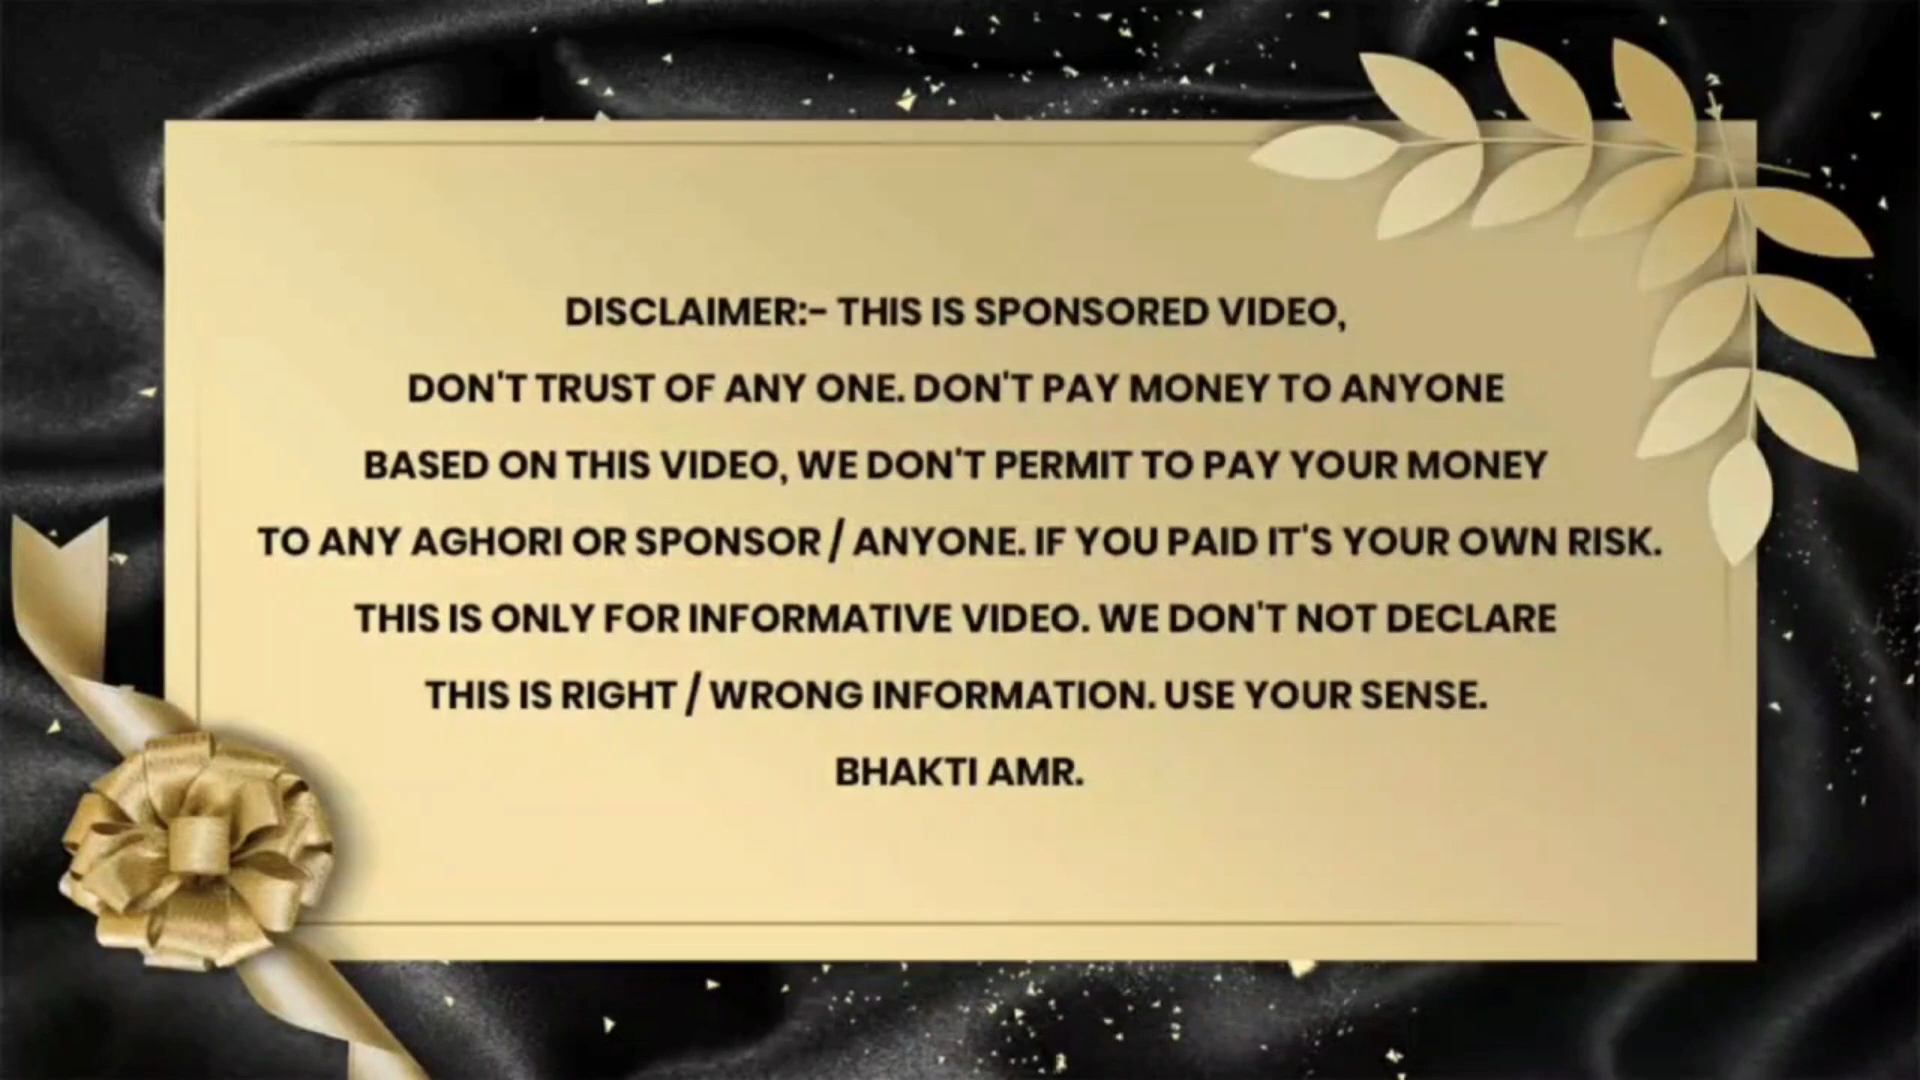 DISCLAIMER:- THIS IS SPONSORED VIDEO,
DON'T TRUST OF ANY ONE. DON'T PAY MONEY TO ANYONE
BASED ON THIS VIDEO, WE DON'T PERMIT TO PAY YOUR MONEY
TO ANY AGHORI OR SPONSOR / ANYONE. IF YOU PAID IT'S YOUR OWN RISK.
THIS IS ONLY FOR INFORMATIVE VIDEO. WE DON'T NOT DECLARE
THIS IS RIGHT / WRONG INFORMATION. USE YOUR SENSE.
BHAKTI AMR.